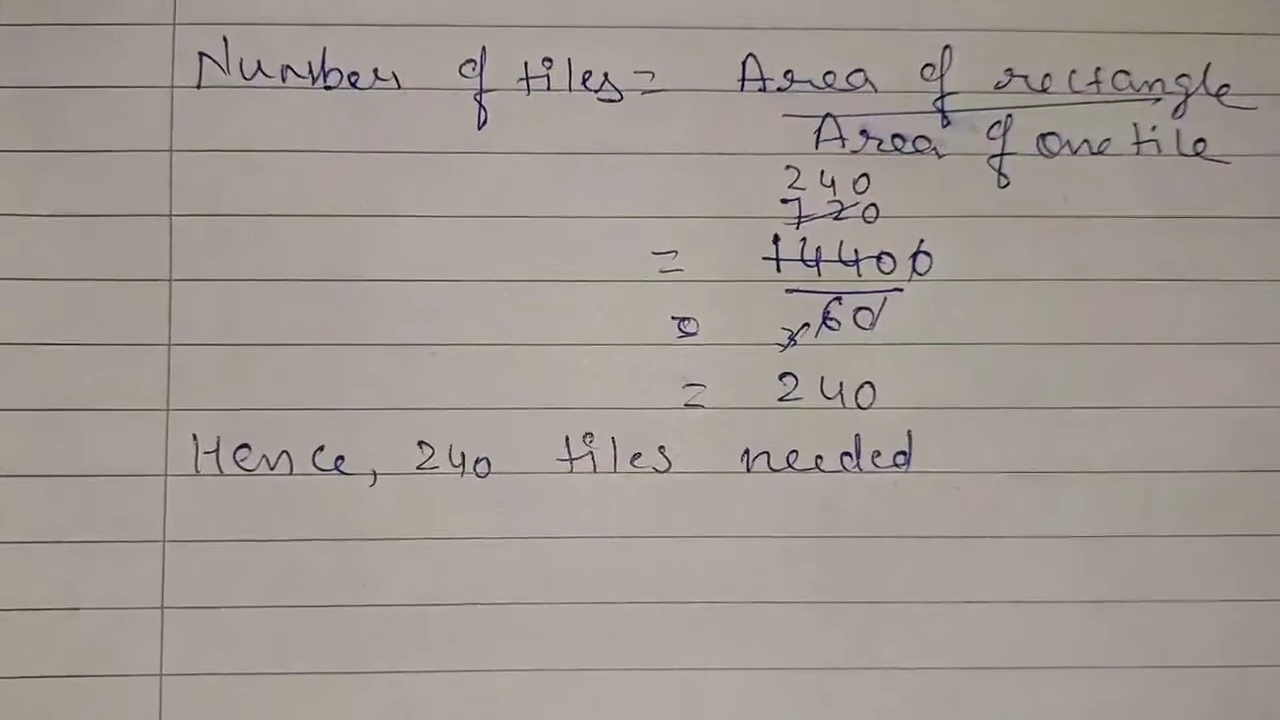 Number of tiles = Area of rectangle
Area of one tile
240
720
= 14400
60
3
= 240
Hence, 240 tiles needed